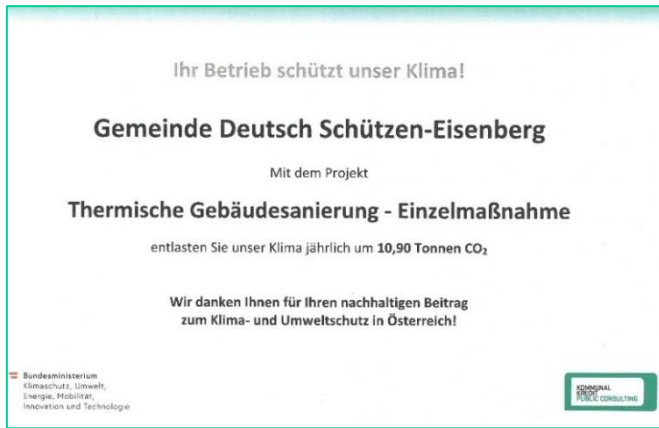 Ihr Betrieb schützt unser Klima!
Gemeinde Deutsch Schützen-Eisenberg
Mit dem Projekt
Thermische Gebäudesanierung - Einzelmaßnahme
entlasten Sie unser Klima jährlich um 10,90 Tonnen CO₂
Wir danken Ihnen für Ihren nachhaltigen Beitrag
zum Klima- und Umweltschutz in Österreich!
Bundesministerium
Klimaschutz, Umwelt,
Energie, Mobilität,
Innovation und Technologie
KOMMUNAL
KREDIT
PUBLIC CONSULTING